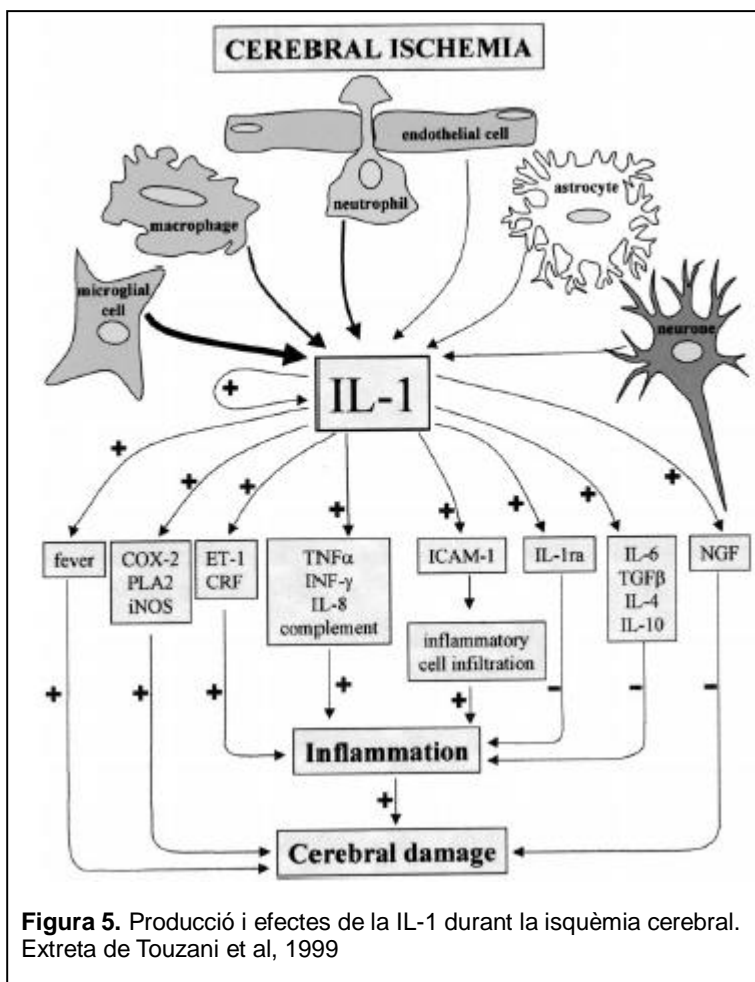 CEREBRAL ISCHEMIA
endothelial cell
neutrophil
astrocyte
macrophage
microglial
cell
neurone
IL-1
+
+
+
+
+
+
+
+
+
fever
COX-2
PLA2
iNOS
ET-1
CRF
TNFα
INF-γ
IL-8
complement
ICAM-1
inflammatory
cell infiltration
IL-1ra
IL-6
TGFβ
IL-4
IL-10
NGF
+
+
+
+
+
-
-
-
Inflammation
+
Cerebral damage
Figura 5. Producció i efectes de la IL-1 durant la isquèmia cerebral.
Extreta de Touzani et al, 1999